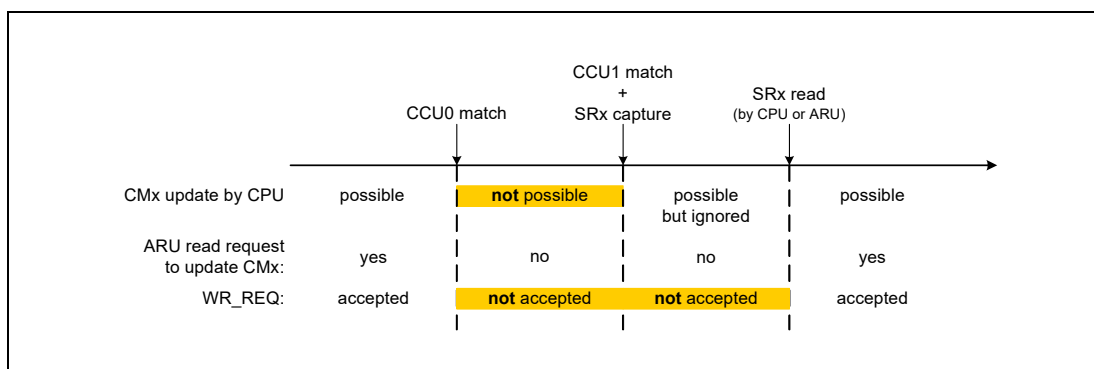 CCU1 match
+
SRx capture
CCU0 match
SRx read
(by CPU or ARU)
CMx update by CPU possible not possible possible but ignored possible
ARU read request to update CMx: yes no no yes
WR_REQ: accepted not accepted not accepted accepted